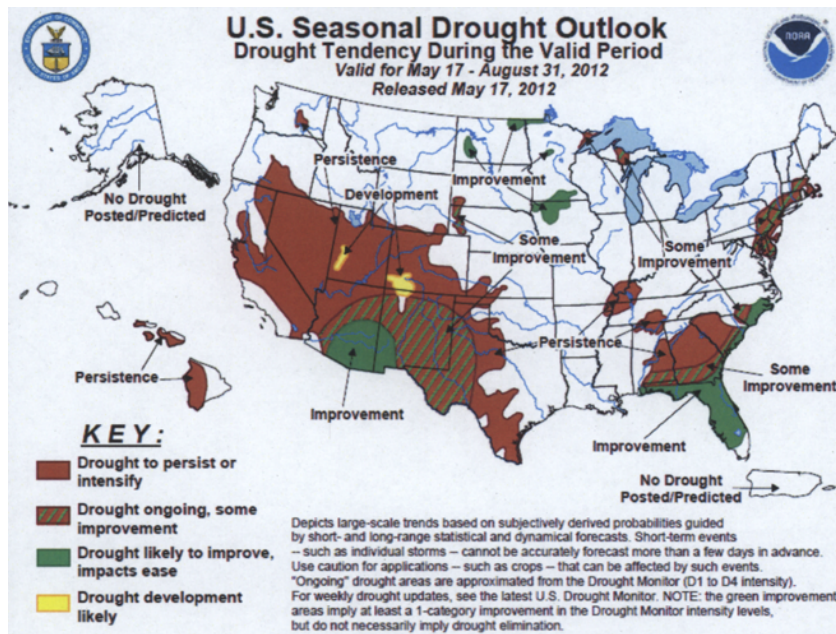 U.S. Seasonal Drought Outlook
Drought Tendency During the Valid Period
Valid for May 17 - August 31, 2012
Released May 17, 2012
NOAA
Persistence
No Drought
Posted/Predicted
Development
Improvement
Some
Improvement
Some
Improvement
Persistence
Persistence
Some
Improvement
Improvement
Improvement
No Drought
Posted/Predicted
KEY:
Drought to persist or
intensify
Drought ongoing, some
improvement
Drought likely to improve,
impacts ease
Drought development
likely
Depicts large-scale trends based on subjectively derived probabilities guided
by short- and long-range statistical and dynamical forecasts. Short-term events
-- such as individual storms -- cannot be accurately forecast more than a few days in advance.
Use caution for applications -- such as crops -- that can be affected by such events.
"Ongoing" drought areas are approximated from the Drought Monitor (D1 to D4 intensity).
For weekly drought updates, see the latest U.S. Drought Monitor. NOTE: the green improvement
areas imply at least a 1-category improvement in the Drought Monitor intensity levels,
but do not necessarily imply drought elimination.